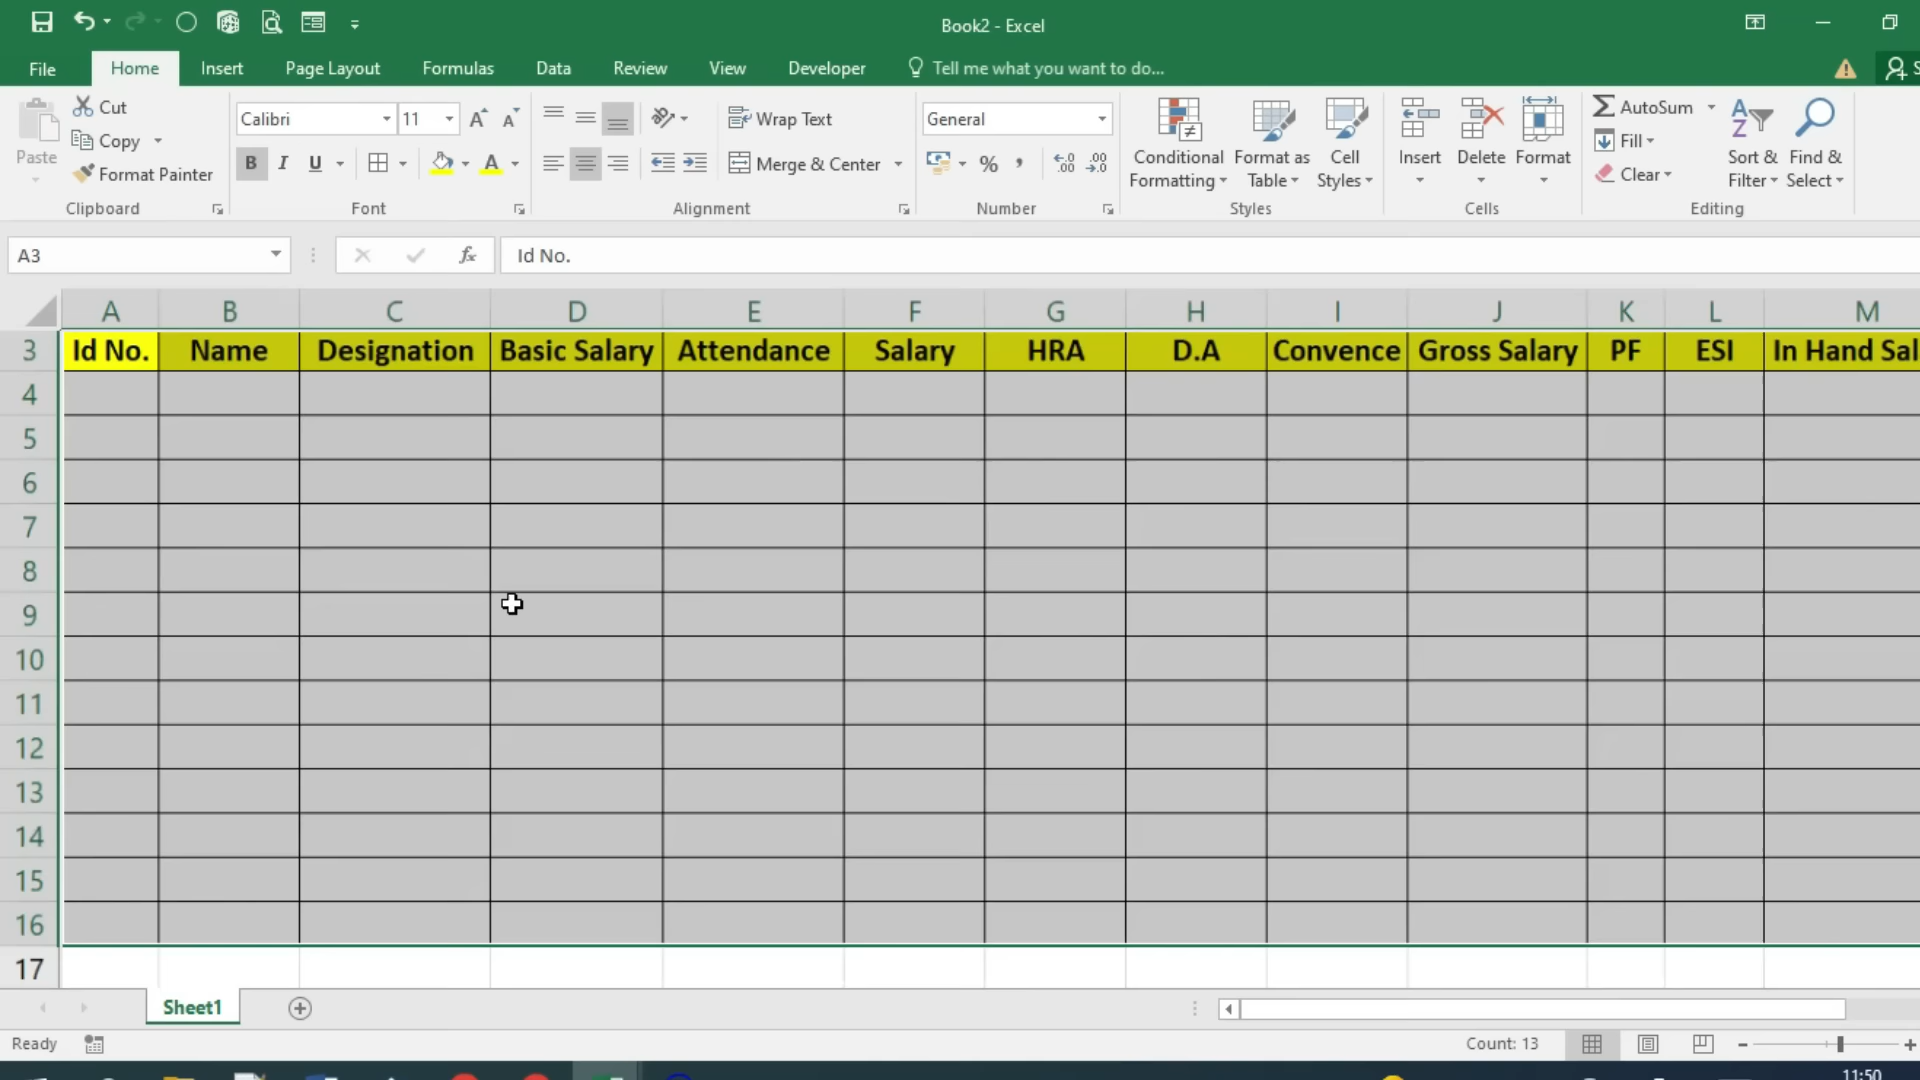 Book2 - Excel
File Home Insert Page Layout Formulas Data Review View Developer Tell me what you want to do...
Paste Cut Copy Format Painter
Clipboard
Calibri 11
B I U A
Font
Wrap Text
Merge & Center
Alignment
General
% ,
Number
Conditional Formatting
Format as Table
Cell Styles
Styles
Insert Delete Format
Cells
AutoSum
Fill
Clear
Sort & Filter
Find & Select
Editing
A3 fx Id No.
A B C D E F G H I J K L M
3 Id No. Name Designation Basic Salary Attendance Salary HRA D.A Convence Gross Salary PF ESI In Hand Sal
4
5
6
7
8
9
10
11
12
13
14
15
16
17
Sheet1
Ready Count: 13
11:50